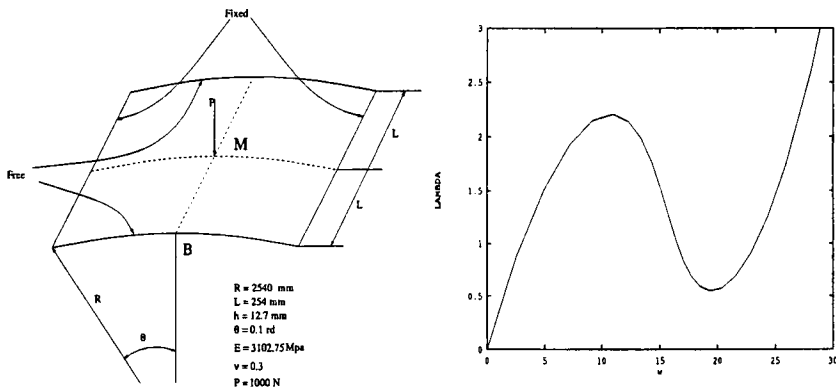 Fixed
P
M
L
Free
L
B
R
θ
R = 2540 mm
L = 254 mm
h = 12.7 mm
θ = 0.1 rd
E = 3102.75 Mpa
ν = 0.3
P = 1000 N
3
2.5
2
1.5
1
0.5
0
LAMBDA
0 5 10 15 20 25 30
W